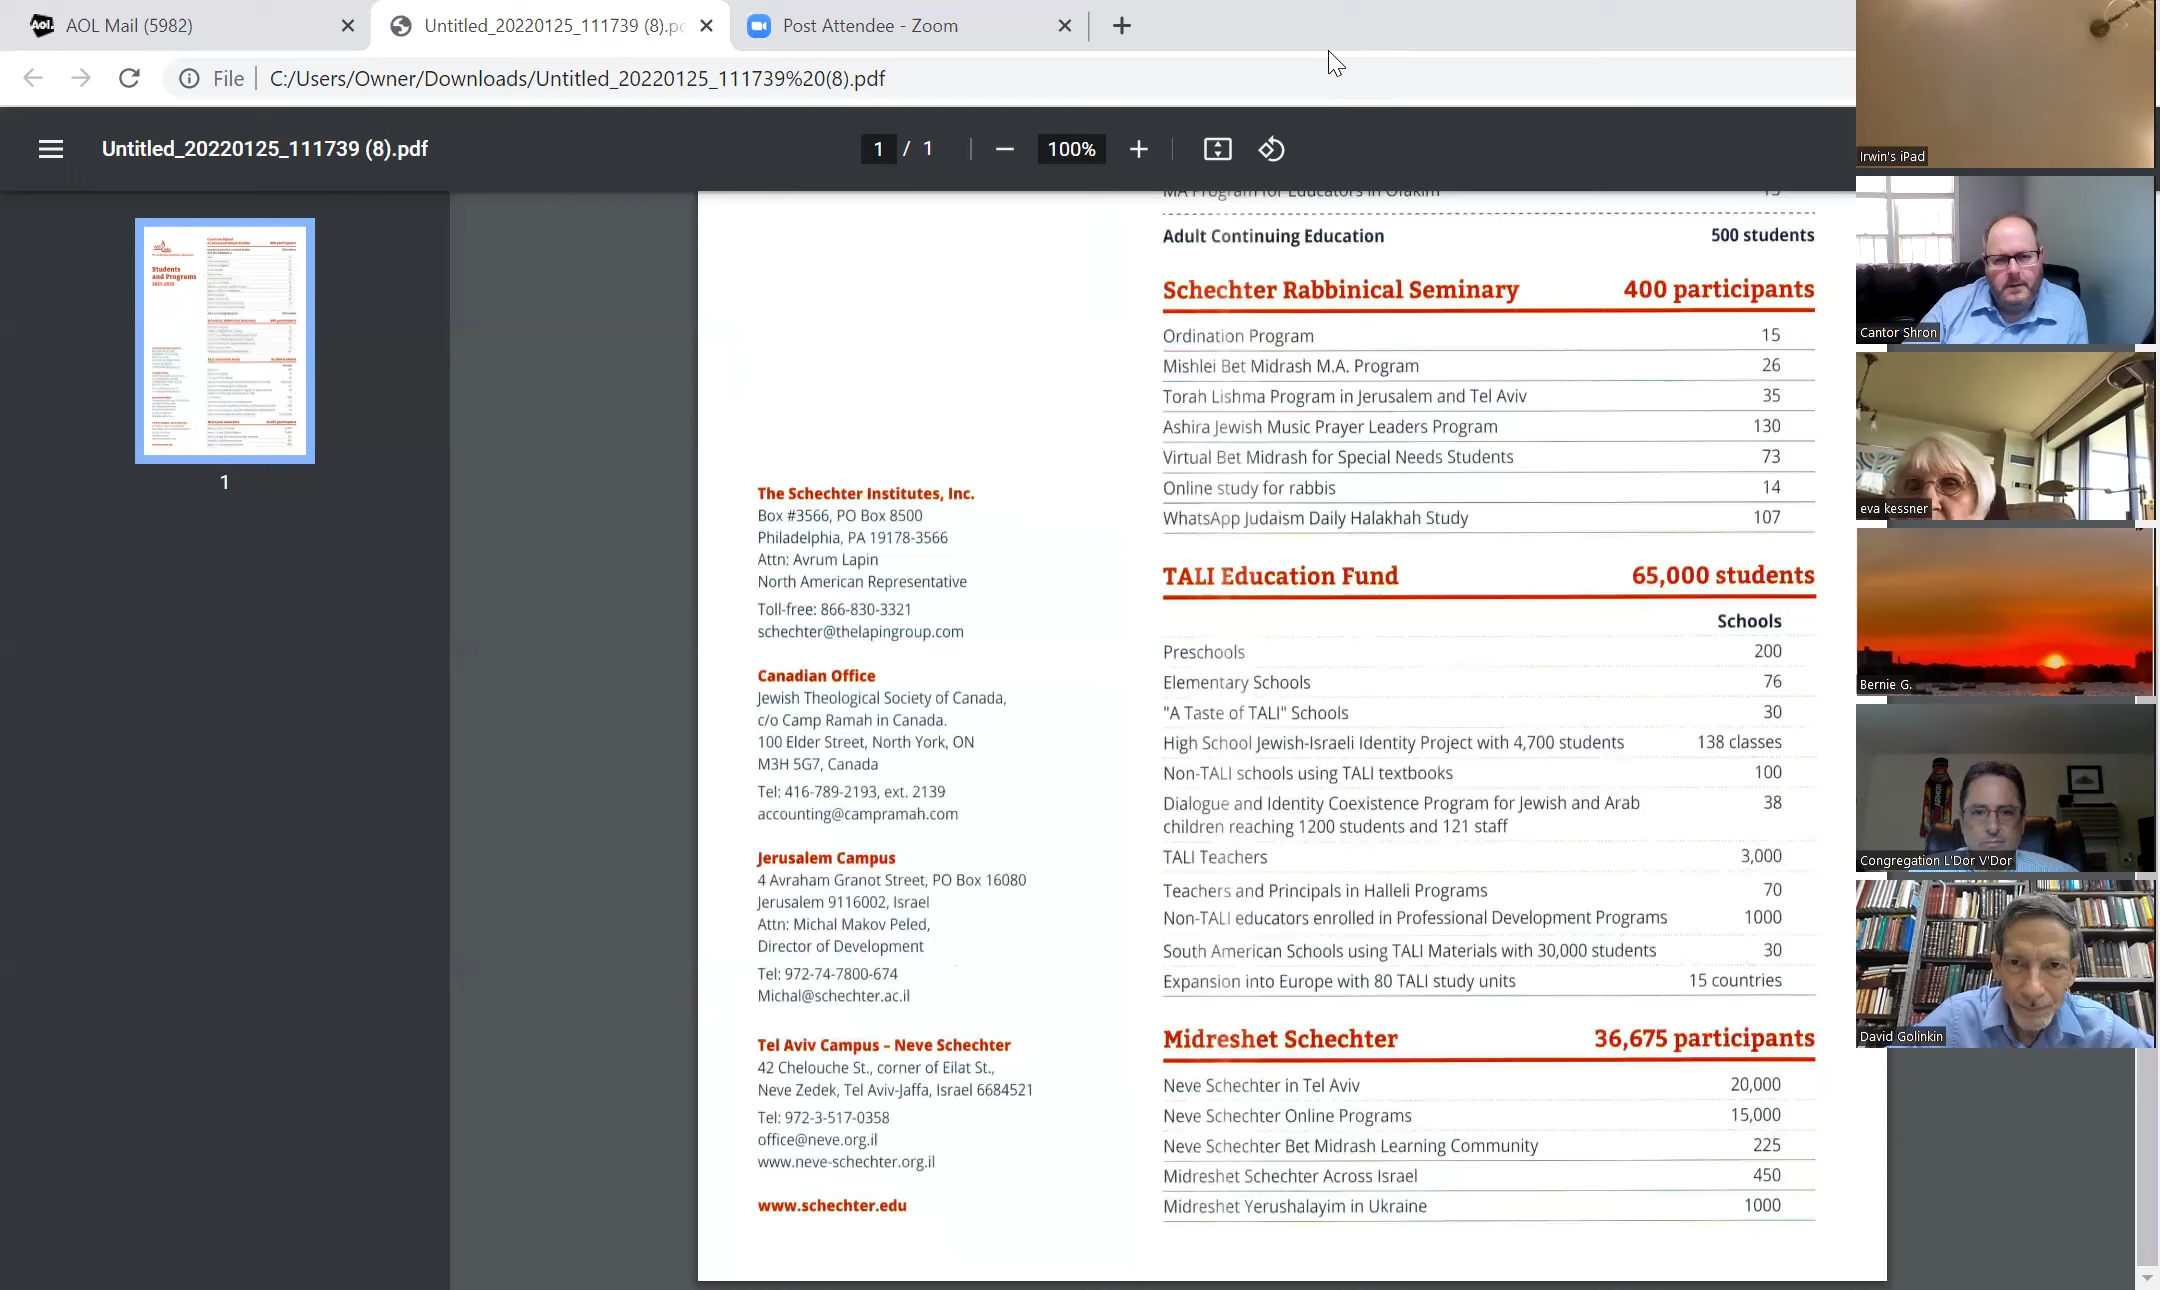 AOL Mail (5982)
Untitled_20220125_111739 (8).p
Post Attendee - Zoom
File
C:/Users/Owner/Downloads/Untitled_20220125_111739%20(8).pdf
Untitled_20220125_111739 (8).pdf
1 / 1
100%
Students
and Programs
2021-2022
1
MA Program for Educators in Ofakim 15
Adult Continuing Education 500 students
Schechter Rabbinical Seminary 400 participants
Ordination Program 15
Mishlei Bet Midrash M.A. Program 26
Torah Lishma Program in Jerusalem and Tel Aviv 35
Ashira Jewish Music Prayer Leaders Program 130
Virtual Bet Midrash for Special Needs Students 73
Online study for rabbis 14
WhatsApp Judaism Daily Halakhah Study 107
TALI Education Fund 65,000 students
Schools
Preschools 200
Elementary Schools 76
"A Taste of TALI" Schools 30
High School Jewish-Israeli Identity Project with 4,700 students 138 classes
Non-TALI schools using TALI textbooks 100
Dialogue and Identity Coexistence Program for Jewish and Arab 38
children reaching 1200 students and 121 staff
TALI Teachers 3,000
Teachers and Principals in Halleli Programs 70
Non-TALI educators enrolled in Professional Development Programs 1000
South American Schools using TALI Materials with 30,000 students 30
Expansion into Europe with 80 TALI study units 15 countries
Midreshet Schechter 36,675 participants
Neve Schechter in Tel Aviv 20,000
Neve Schechter Online Programs 15,000
Neve Schechter Bet Midrash Learning Community 225
Midreshet Schechter Across Israel 450
Midreshet Yerushalayim in Ukraine 1000
The Schechter Institutes, Inc.
Box #3566, PO Box 8500
Philadelphia, PA 19178-3566
Attn: Avrum Lapin
North American Representative
Toll-free: 866-830-3321
schechter@thelapingroup.com
Canadian Office
Jewish Theological Society of Canada,
c/o Camp Ramah in Canada.
100 Elder Street, North York, ON
M3H 5G7, Canada
Tel: 416-789-2193, ext. 2139
accounting@campramah.com
Jerusalem Campus
4 Avraham Granot Street, PO Box 16080
Jerusalem 9116002, Israel
Attn: Michal Makov Peled,
Director of Development
Tel: 972-74-7800-674
Michal@schechter.ac.il
Tel Aviv Campus – Neve Schechter
42 Chelouche St., corner of Eilat St.,
Neve Zedek, Tel Aviv-Jaffa, Israel 6684521
Tel: 972-3-517-0358
office@neve.org.il
www.neve-schechter.org.il
www.schechter.edu
Irwin's iPad
Cantor Shron
eva kessner
Bernie G.
Congregation L'Dor V'Dor
David Golinkin